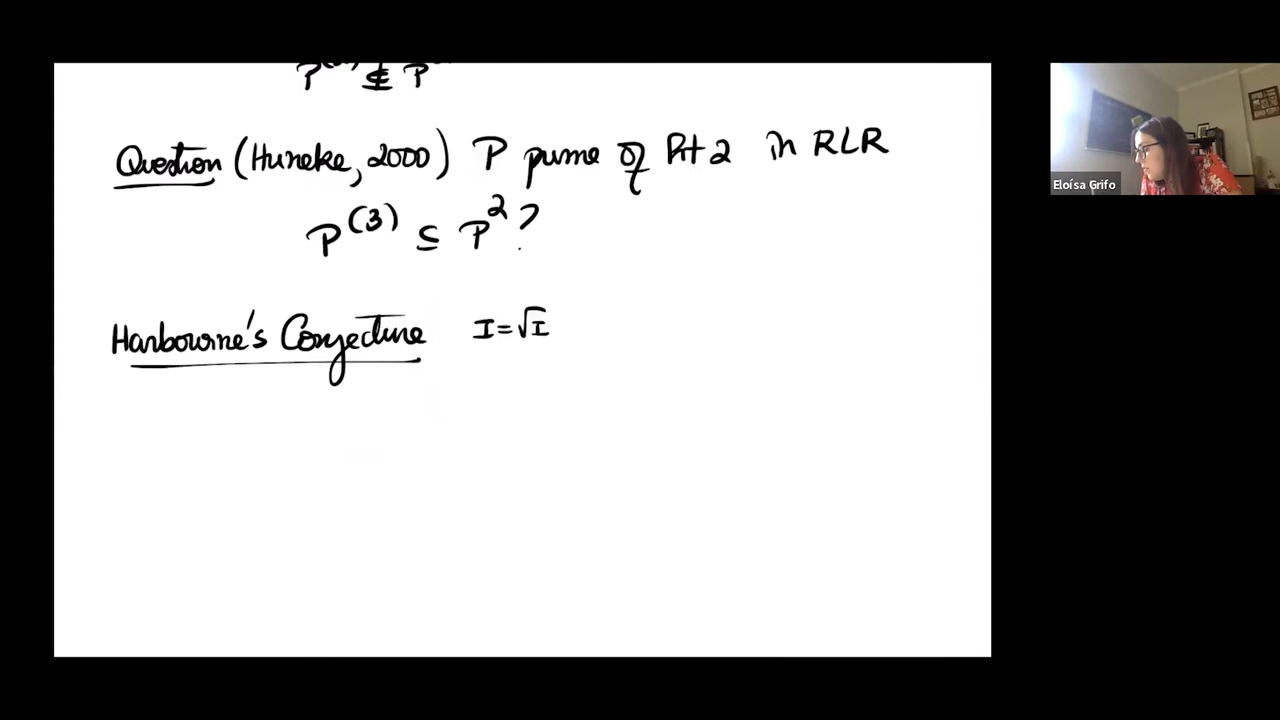 P ⊈ P
Question (Huneke, 2000) P prime of ht 2 in RLR
P^(3) ⊆ P^2 ?
Harbourne's Conjecture I = √I
Eloísa Grifo